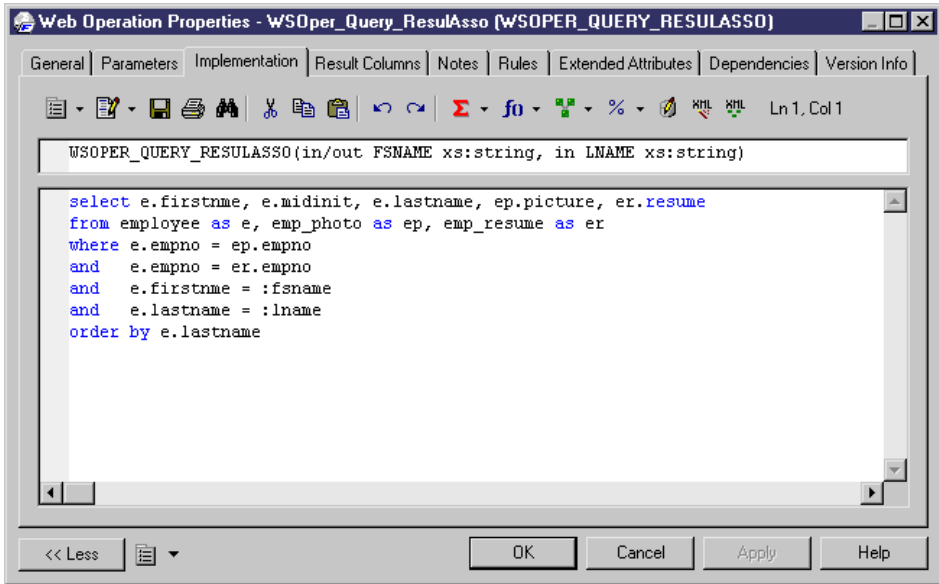 Web Operation Properties - WSOper_Query_ResulAsso (WSOPER_QUERY_RESULASSO)
General Parameters Implementation Result Columns Notes Rules Extended Attributes Dependencies Version Info
Σ fo % XML XML Ln 1, Col 1
WSOPER_QUERY_RESULASSO(in/out FSNAME xs:string, in LNAME xs:string)
select e.firstnme, e.midinit, e.lastname, ep.picture, er.resume
from employee as e, emp_photo as ep, emp_resume as er
where e.empno = ep.empno
and   e.empno = er.empno
and   e.firstnme = :fsname
and   e.lastname = :lname
order by e.lastname
<< Less OK Cancel Apply Help